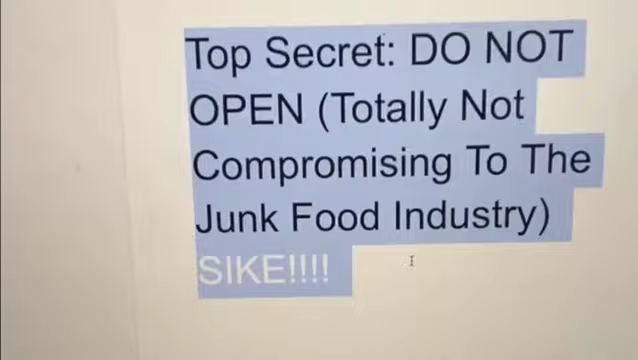 Top Secret: DO NOT
OPEN (Totally Not
Compromising To The
Junk Food Industry)
SIKE!!!!